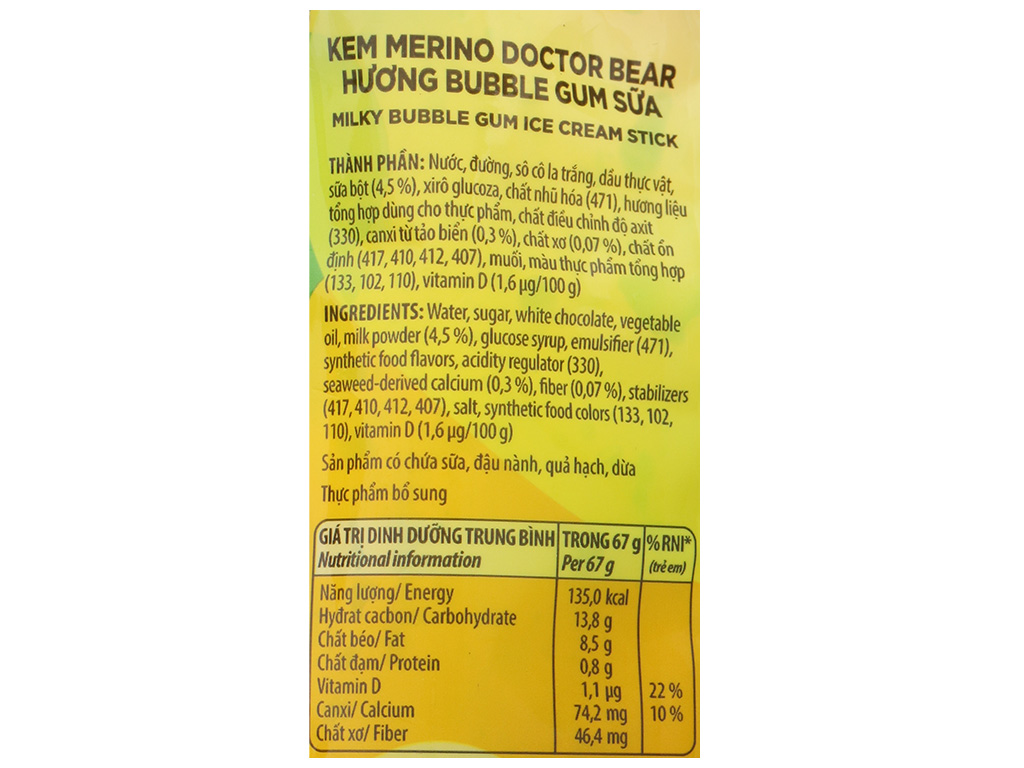 KEM MERINO DOCTOR BEAR
HƯƠNG BUBBLE GUM SỮA
MILKY BUBBLE GUM ICE CREAM STICK
THÀNH PHẦN: Nước, đường, sô cô la trắng, dầu thực vật,
sữa bột (4,5 %), xirô glucoza, chất nhũ hóa (471), hương liệu
tổng hợp dùng cho thực phẩm, chất điều chỉnh độ axit
(330), canxi từ tảo biển (0,3 %), chất xơ (0,07 %), chất ổn
định (417, 410, 412, 407), muối, màu thực phẩm tổng hợp
(133, 102, 110), vitamin D (1,6 µg/100 g)
INGREDIENTS: Water, sugar, white chocolate, vegetable
oil, milk powder (4,5 %), glucose syrup, emulsifier (471),
synthetic food flavors, acidity regulator (330),
seaweed-derived calcium (0,3 %), fiber (0,07 %), stabilizers
(417, 410, 412, 407), salt, synthetic food colors (133, 102,
110), vitamin D (1,6 µg/100 g)
Sản phẩm có chứa sữa, đậu nành, quả hạch, dừa
Thực phẩm bổ sung
GIÁ TRỊ DINH DƯỠNG TRUNG BÌNH TRONG 67 g %RNI*
Nutritional information Per 67 g (trẻ em)
Năng lượng/ Energy 135,0 kcal
Hyđrat cacbon/ Carbohydrate 13,8 g
Chất béo/ Fat 8,5 g
Chất đạm/ Protein 0,8 g
Vitamin D 1,1 µg 22 %
Canxi/ Calcium 74,2 mg 10 %
Chất xơ/ Fiber 46,4 mg